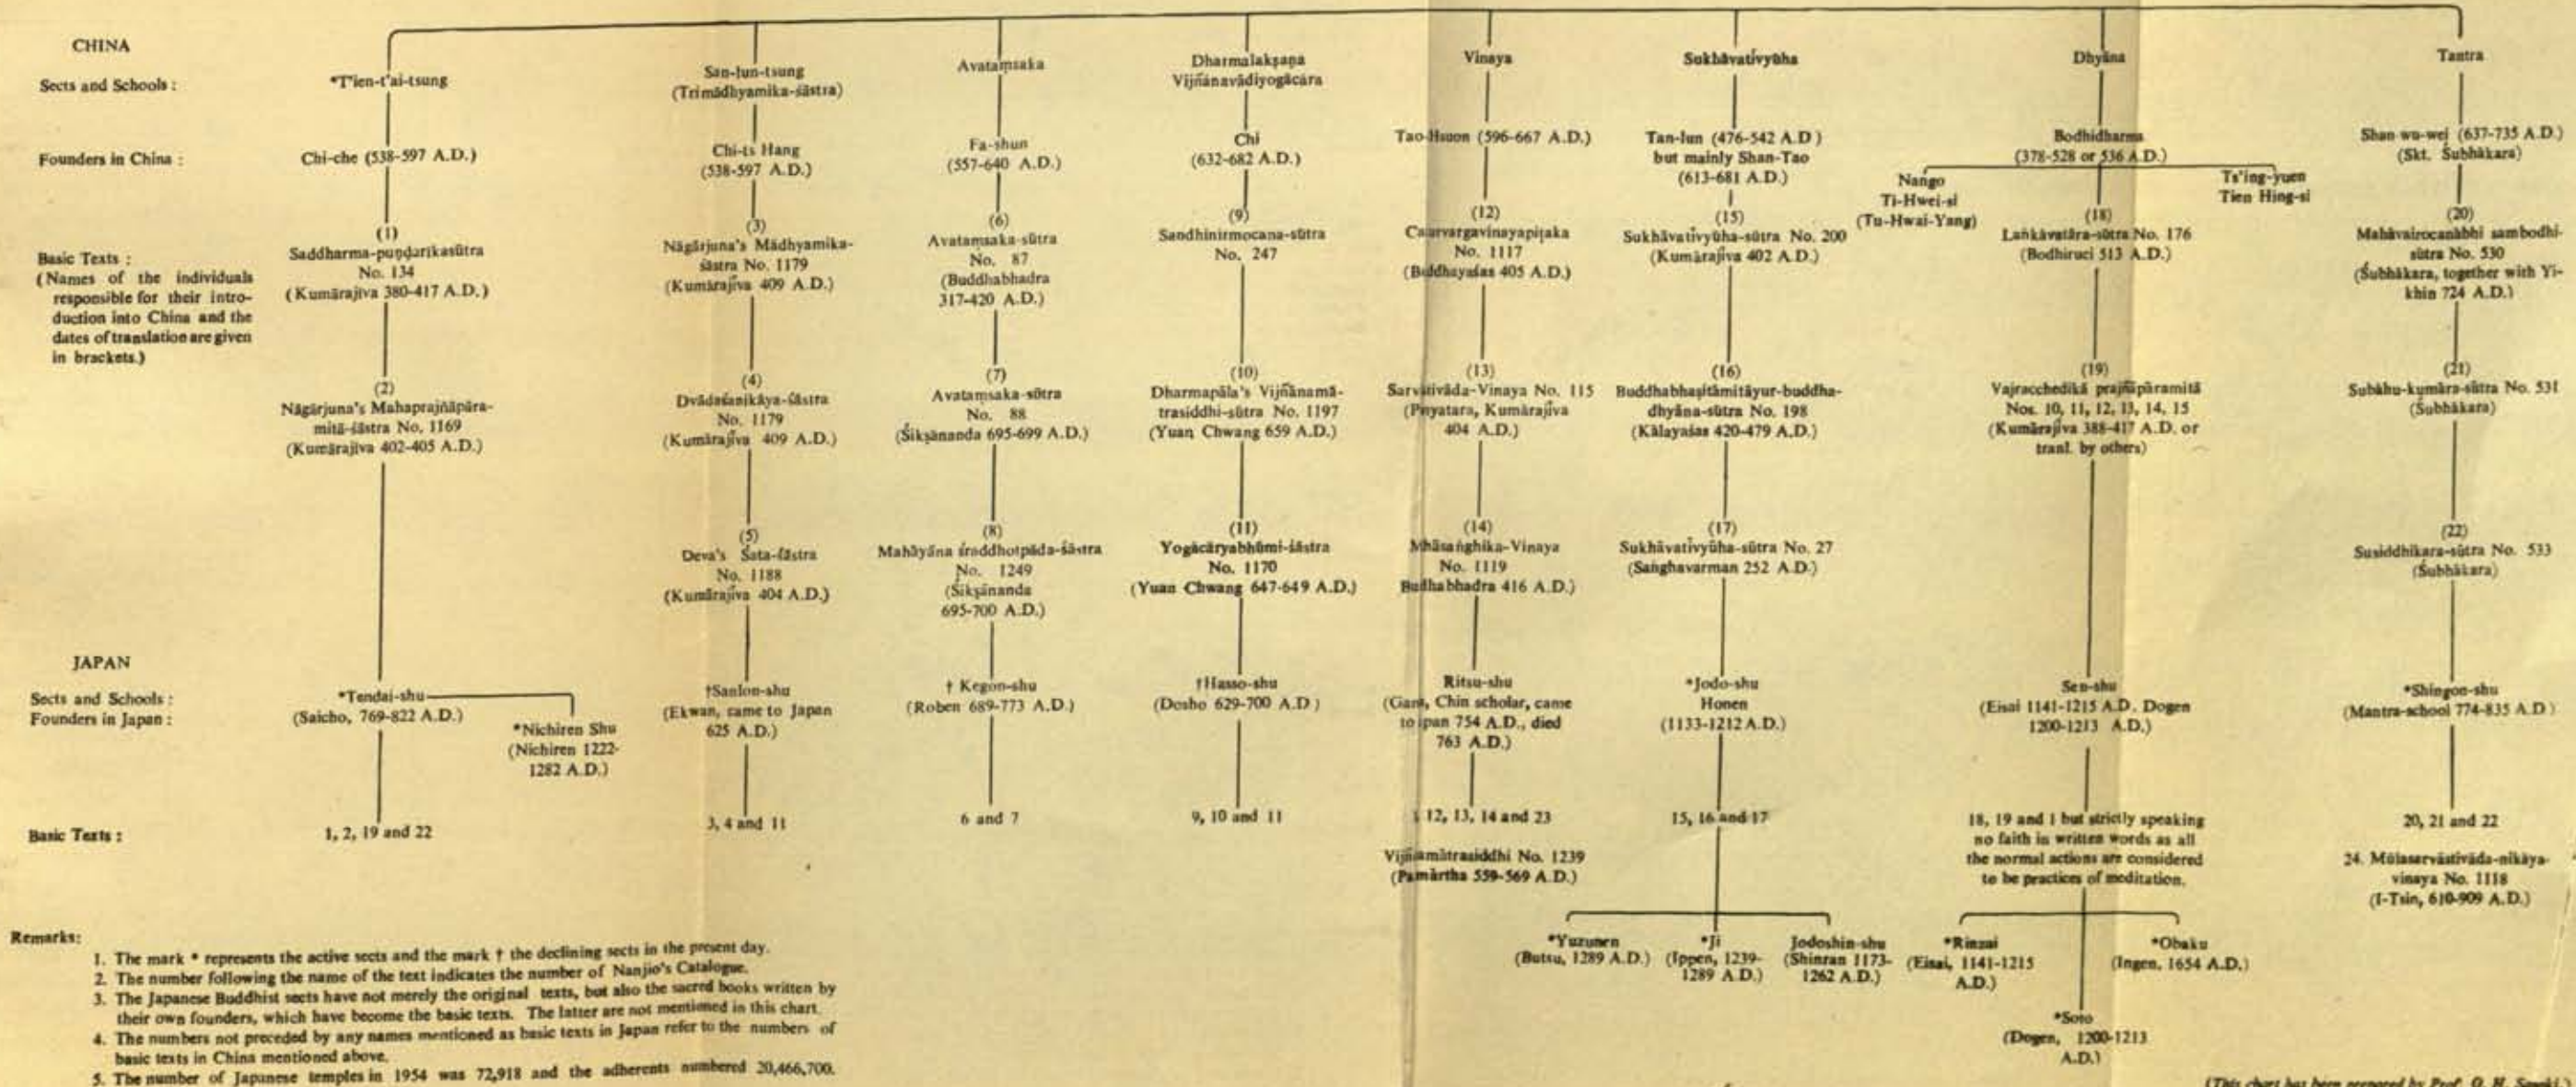 CHINA
Sects and Schools :
*T'ien-t'ai-tsung
San-lun-tsung
(Trimādhyamika-śāstra)
Avataṃsaka
Dharmalakṣaṇa
Vijñānavādiyogācāra
Vinaya
Sukhāvatīvyūha
Dhyāna
Tantra
Founders in China :
Chi-che (538-597 A.D.)
Chi-ts Hang
(538-597 A.D.)
Fa-shun
(557-640 A.D.)
Chi
(632-682 A.D.)
Tao-Hsuon (596-667 A.D.)
Tan-lun (476-542 A.D )
but mainly Shan-Tao
(613-681 A.D.)
Bodhidharma
(378-528 or 536 A.D.)
Nango
Ti-Hwei-si
(Tu-Hwai-Yang)
Ts'ing-yuen
Tien Hing-si
Shan wu-wei (637-735 A.D.)
(Skt. Śubhākara)
Basic Texts :
(Names of the individuals
responsible for their intro-
duction into China and the
dates of translation are given
in brackets.)
(1)
Saddharma-puṇḍarīkasūtra
No. 134
(Kumārajīva 380-417 A.D.)
(3)
Nāgārjuna's Mādhyamika-
śāstra No. 1179
(Kumārajīva 409 A.D.)
(6)
Avataṃsaka-sūtra
No. 87
(Buddhabhadra
317-420 A.D.)
(9)
Sandhinirmocana-sūtra
No. 247
(12)
Caturvargavinayapiṭaka
No. 1117
(Buddhayaśas 405 A.D.)
(15)
Sukhāvatīvyūha-sūtra No. 200
(Kumārajīva 402 A.D.)
(18)
Laṅkāvatāra-sūtra No. 176
(Bodhiruci 513 A.D.)
(20)
Mahāvairocanābhi sambodhi-
sūtra No. 530
(Śubhākara, together with Yi-
khin 724 A.D.)
(2)
Nāgārjuna's Mahaprajñāpāra-
mitā-śāstra No. 1169
(Kumārajīva 402-405 A.D.)
(4)
Dvādaśanikāya-śāstra
No. 1179
(Kumārajīva 409 A.D.)
(7)
Avataṃsaka-sūtra
No. 88
(Śikṣānanda 695-699 A.D.)
(10)
Dharmapāla's Vijñānamā-
trasiddhi-sūtra No. 1197
(Yuan Chwang 659 A.D.)
(13)
Sarvativāda-Vinaya No. 115
(Punyatara, Kumārajīva
404 A.D.)
(16)
Buddhabhaṣitāmitāyur-buddha-
dhyāna-sūtra No. 198
(Kālayaśas 420-479 A.D.)
(19)
Vajracchedikā prajñāpāramitā
Nos. 10, 11, 12, 13, 14, 15
(Kumārajīva 388-417 A.D. or
tranl. by others)
(21)
Subāhu-kumāra-sūtra No. 531
(Śubhākara)
(5)
Deva's Śata-śāstra
No. 1188
(Kumārajīva 404 A.D.)
(8)
Mahāyāna śraddhotpāda-śāstra
No. 1249
(Śikṣānanda
695-700 A.D.)
(11)
Yogācāryabhūmi-śāstra
No. 1170
(Yuan Chwang 647-649 A.D.)
(14)
Mhāsaṅghika-Vinaya
No. 1119
Budhabhadra 416 A.D.)
(17)
Sukhāvatīvyūha-sūtra No. 27
(Saṅghavarman 252 A.D.)
(22)
Susiddhikara-sūtra No. 533
(Śubhākara)
JAPAN
Sects and Schools :
Founders in Japan :
*Tendai-shu
(Saicho, 769-822 A.D.)
*Nichiren Shu
(Nichiren 1222-
1282 A.D.)
†Sanlon-shu
(Ekwan, came to Japan
625 A.D.)
† Kegon-shu
(Roben 689-773 A.D.)
†Hasso-shu
(Dosho 629-700 A.D )
Ritsu-shu
(Ganj, Chin scholar, came
to pan 754 A.D., died
763 A.D.)
*Jodo-shu
Honen
(1133-1212 A.D.)
Sen-shu
(Eisai 1141-1215 A.D. Dogen
1200-1213 A.D.)
*Shingon-shu
(Mantra-school 774-835 A.D )
Basic Texts :
1, 2, 19 and 22
3, 4 and 11
6 and 7
9, 10 and 11
12, 13, 14 and 23
Vijñamātrasiddhi No. 1239
(Pamārtha 559-569 A.D.)
15, 16 and 17
18, 19 and 1 but strictly speaking
no faith in written words as all
the normal actions are considered
to be practices of meditation.
20, 21 and 22
24. Mūlasarvāstivāda-nikāya-
vinaya No. 1118
(I-Tsin, 610-909 A.D.)
*Yuzunen
(Butsu, 1289 A.D.)
*Ji
(Ippen, 1239-
1289 A.D.)
Jodoshin-shu
(Shinran 1173-
1262 A.D.)
*Rinzai
(Eisai, 1141-1215
A.D.)
*Obaku
(Ingen, 1654 A.D.)
*Soto
(Dogen, 1200-1213
A.D.)
Remarks:
1. The mark * represents the active sects and the mark † the declining sects in the present day.
2. The number following the name of the text indicates the number of Nanjio's Catalogue.
3. The Japanese Buddhist sects have not merely the original texts, but also the sacred books written by
their own founders, which have become the basic texts. The latter are not mentioned in this chart.
4. The numbers not preceded by any names mentioned as basic texts in Japan refer to the numbers of
basic texts in China mentioned above.
5. The number of Japanese temples in 1954 was 72,918 and the adherents numbered 20,466,700.
(This chart has been prepared by Prof. O. H.